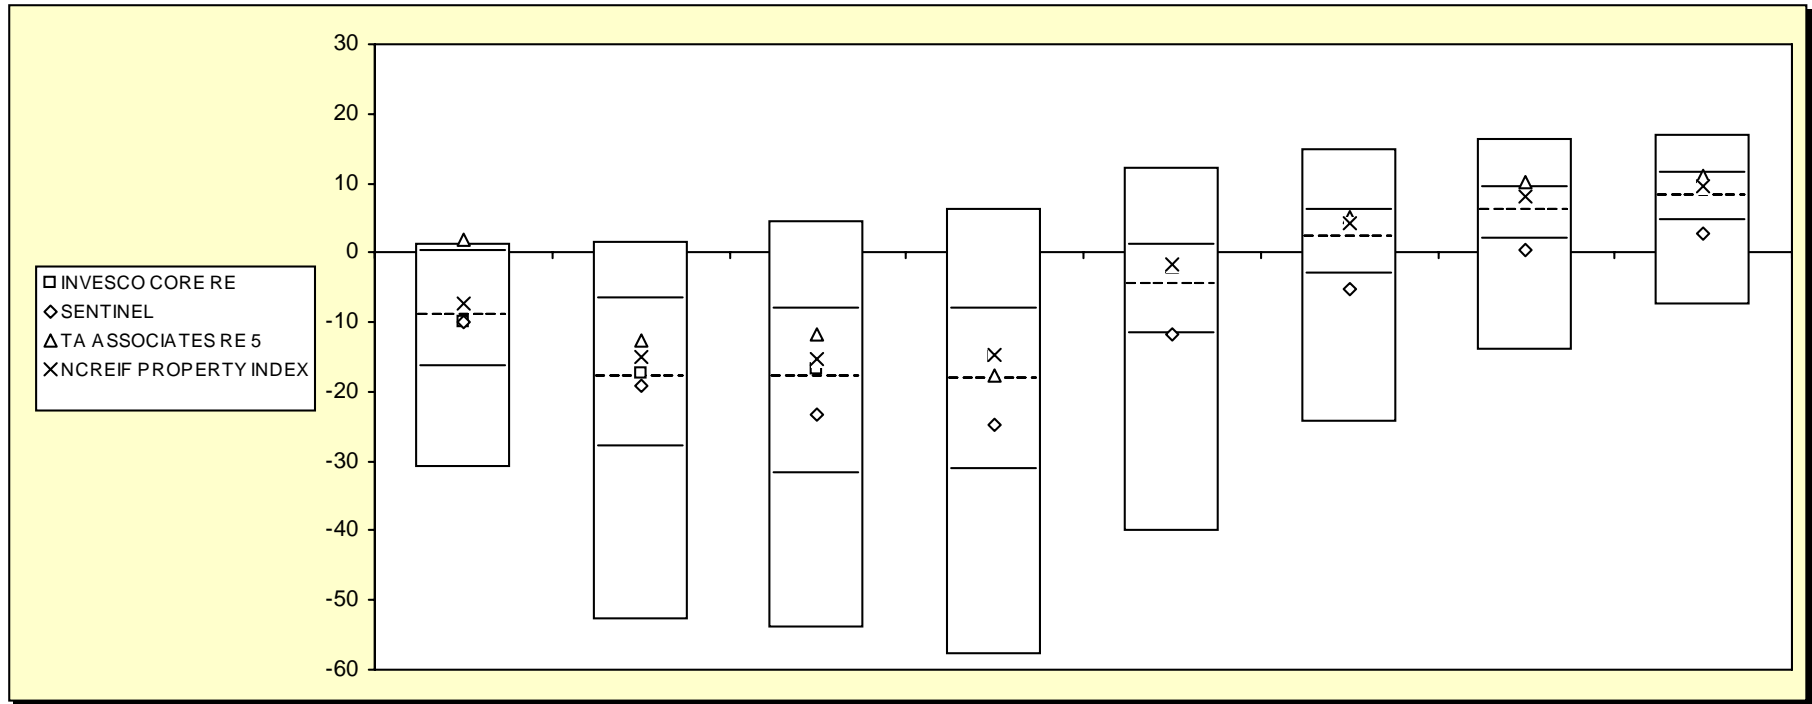 30
20
10
0
-10
-20
-30
-40
-50
-60
INVESCO CORE RE
SENTINEL
TA ASSOCIATES RE 5
NCREIF PROPERTY INDEX